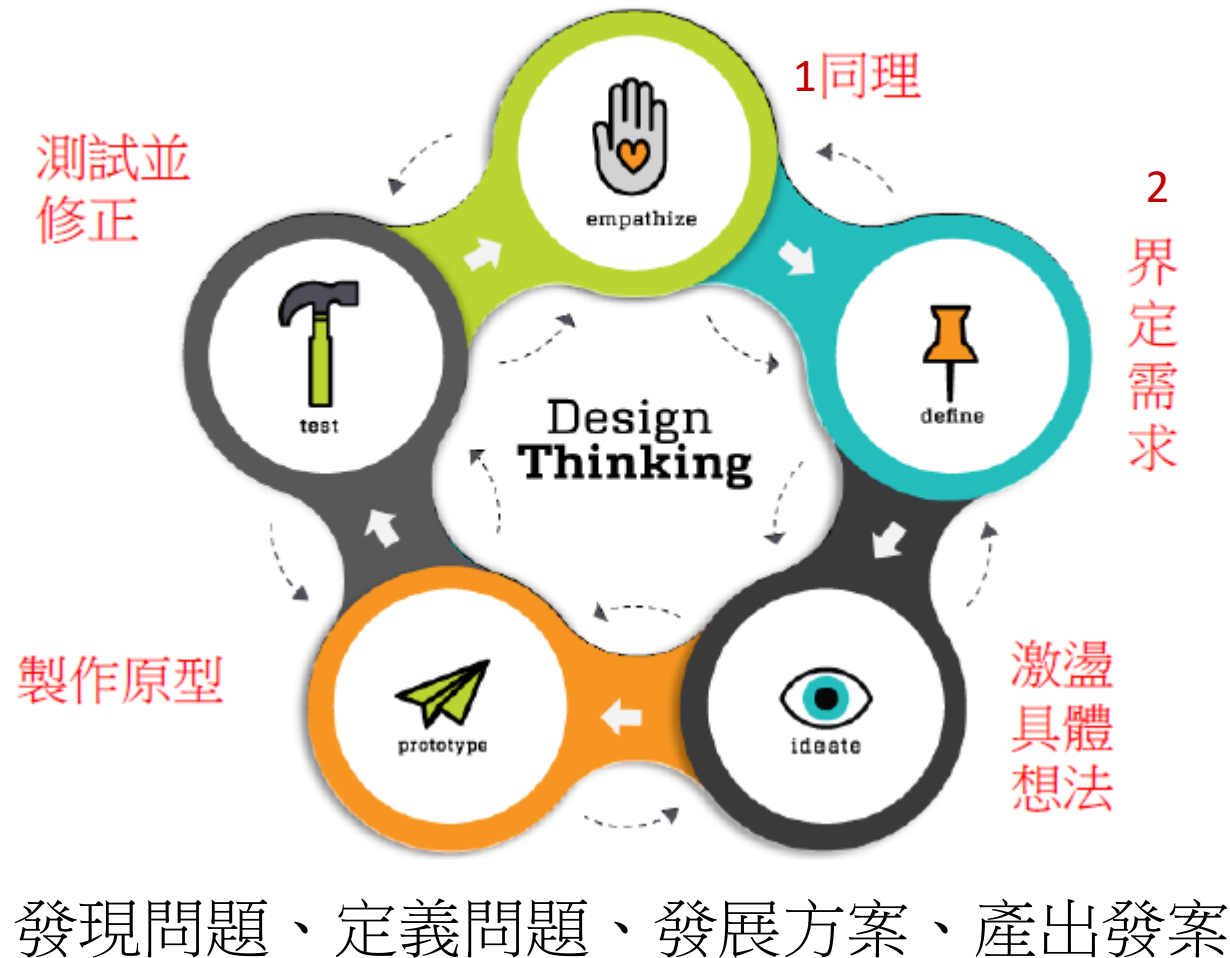 1同理
empathize
測試並
修正
2
界
定
需
求
test
define
Design
Thinking
製作原型
prototype
ideate
激盪
具體
想法
發現問題、定義問題、發展方案、產出發案